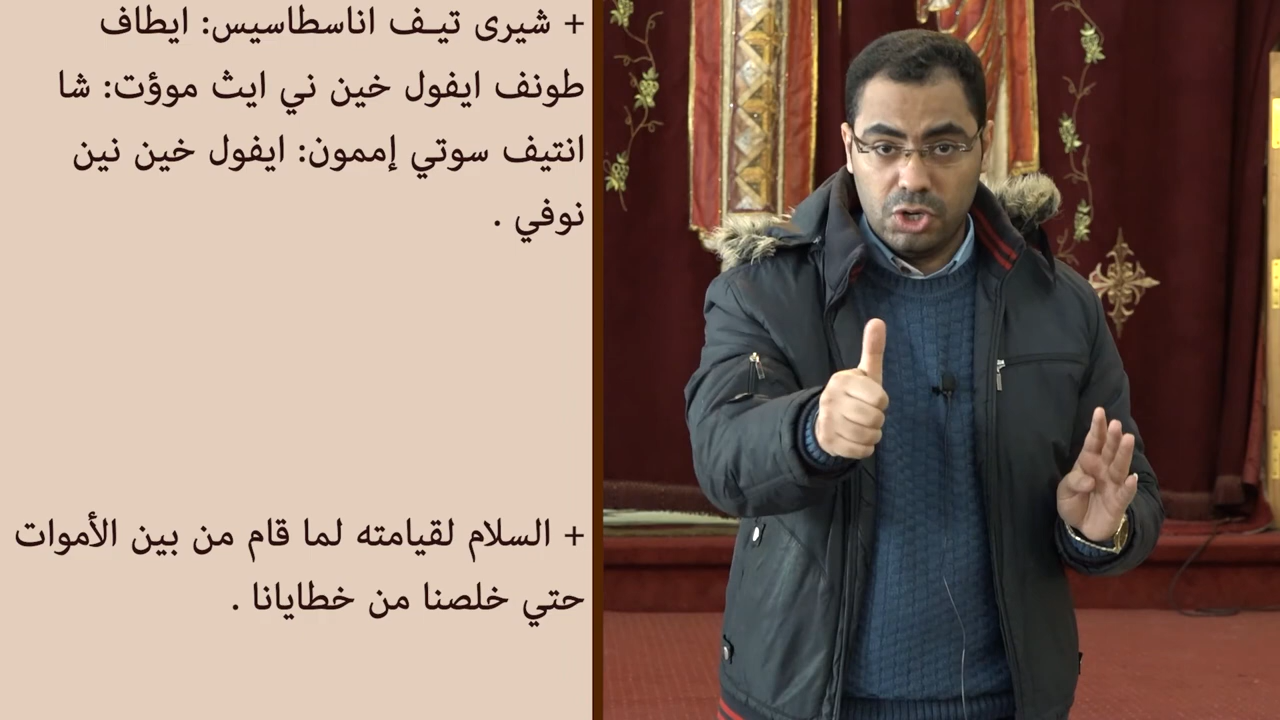 + شيرى تيـف اناسطاسيس: ايطاف
طونف ايفول خين ني ايث موؤت: شا
انتيف سوتي إممون: ايفول خين نين
نوفي .
+ السلام لقيامته لما قام من بين الأموات
حتي خلصنا من خطايانا .